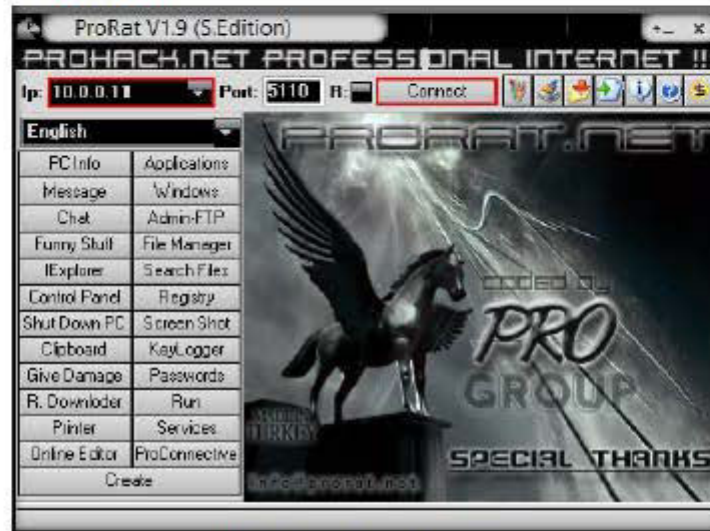 ProRat V1.9 (S.Edition)
PROHACK.NET PROFESSIONAL INTERNET !!
Ip: 10.0.0.11 Port: 5110 R: Connect
English
PC Info Applications
Message Windows
Chat Admin-FTP
Funny Stuff File Manager
IExplorer Search Files
Control Panel Registry
Shut Down PC Screen Shot
Clipboard KeyLogger
Give Damage Passwords
R. Downloder Run
Printer Services
Online Editor ProConnective
Create
PRORAT.NET
CODED BY
PRO
GROUP
TURKEY
SPECIAL THANKS
info@prorat.net